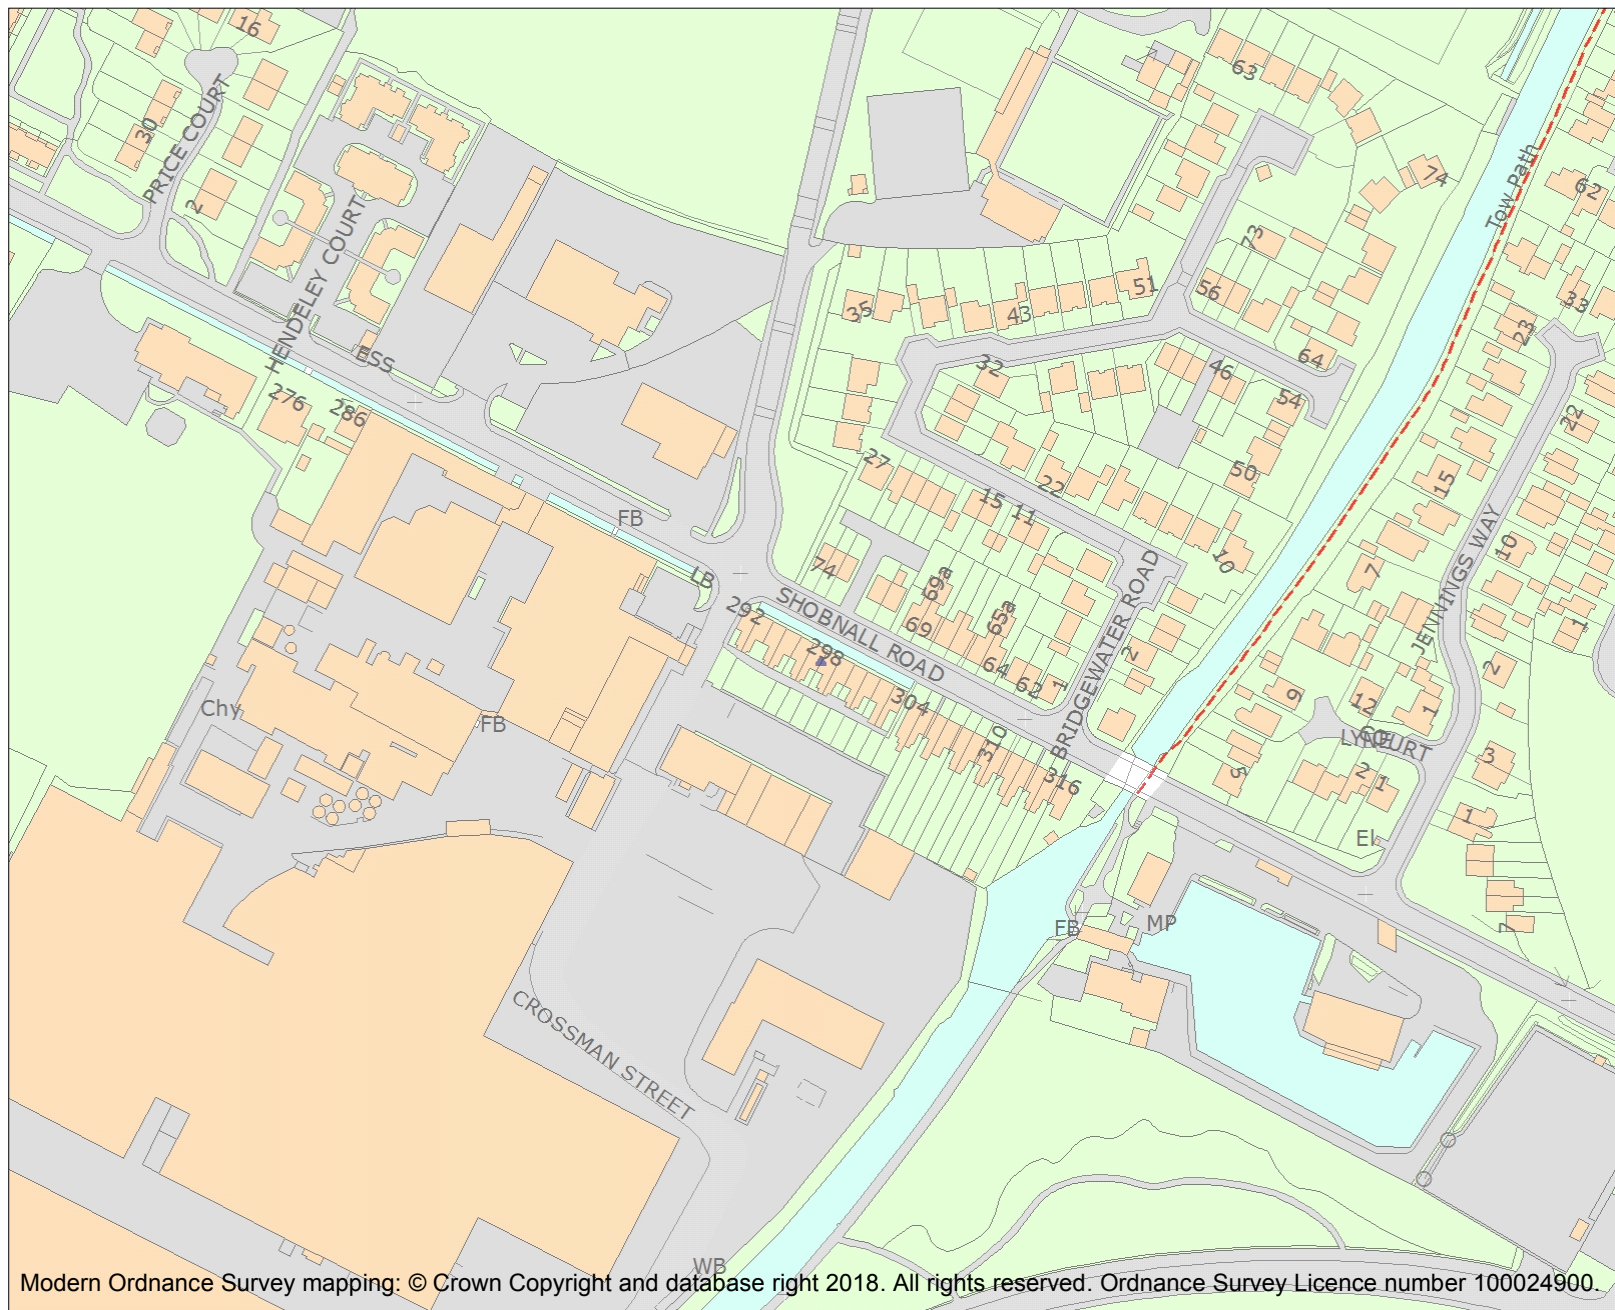 16
63
30
PRICE COURT
2
74
Tow Path
62
HENDELEY COURT
73
51
56
35
43
33
23
ESS
32
46
64
276
286
54
22
27
50
15
22
15 11
FB
10
74
LB
69a
65a
10
7
JENNINGS WAY
1
292
SHOBNALL ROAD
69
298
BRIDGEWATER ROAD
2
64
62
1
2
9
12
1
304
Chy
FB
310
316
LYNE COURT
3
5
2
1
1
El
MP
FB
7
CROSSMAN STREET
WB
Modern Ordnance Survey mapping: © Crown Copyright and database right 2018. All rights reserved. Ordnance Survey Licence number 100024900.